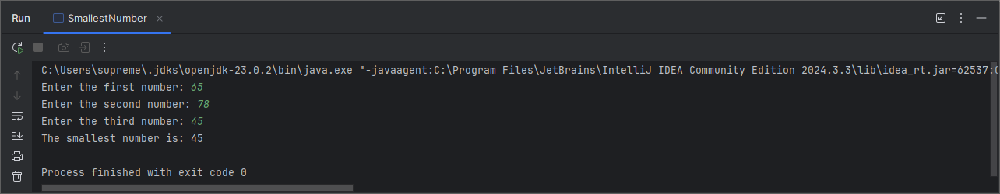 Run SmallestNumber
C:\Users\supreme\.jdks\openjdk-23.0.2\bin\java.exe "-javaagent:C:\Program Files\JetBrains\IntelliJ IDEA Community Edition 2024.3.3\lib\idea_rt.jar=62537:
Enter the first number: 65
Enter the second number: 78
Enter the third number: 45
The smallest number is: 45
Process finished with exit code 0